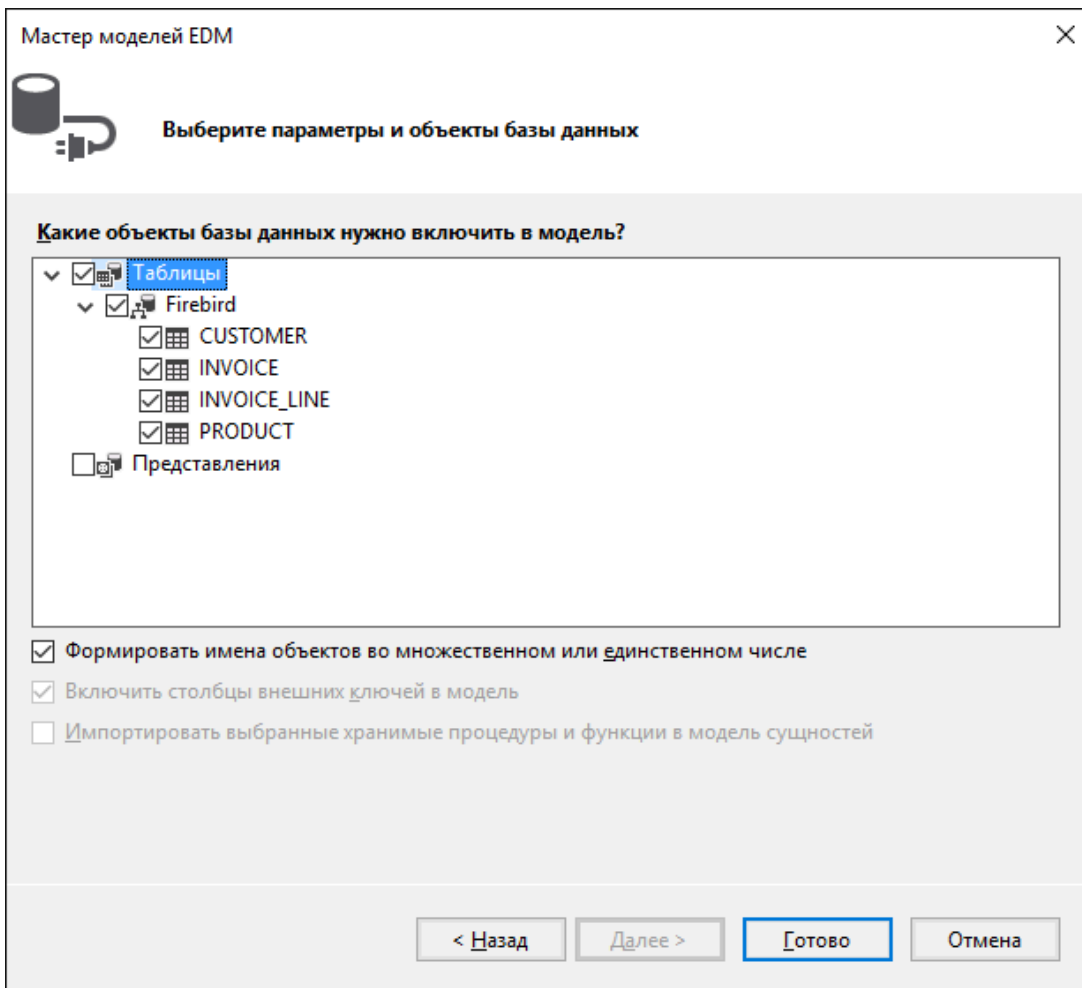 Мастер моделей EDM
Выберите параметры и объекты базы данных
Какие объекты базы данных нужно включить в модель?
Таблицы
Firebird
CUSTOMER
INVOICE
INVOICE_LINE
PRODUCT
Представления
Формировать имена объектов во множественном или единственном числе
Включить столбцы внешних ключей в модель
Импортировать выбранные хранимые процедуры и функции в модель сущностей
< Назад Далее > Готово Отмена